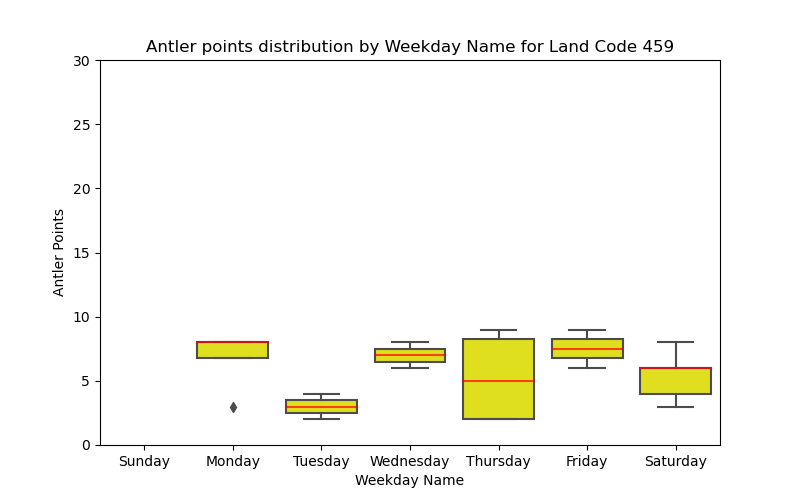 Antler points distribution by Weekday Name for Land Code 459
30
25
20
15
10
5
0
Antler Points
Sunday Monday Tuesday Wednesday Thursday Friday Saturday
Weekday Name